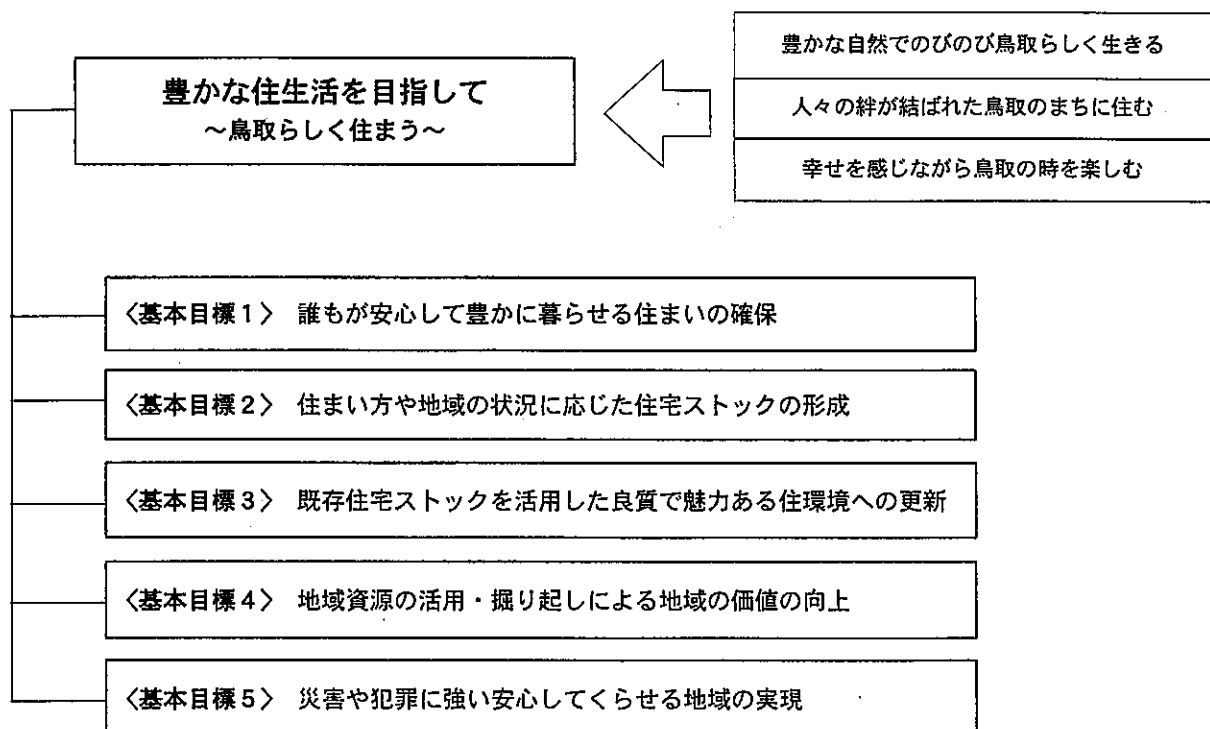 豊かな自然でのびのび鳥取らしく生きる
豊かな住生活を目指して
～鳥取らしく住まう～
人々の絆が結ばれた鳥取のまちに住む
幸せを感じながら鳥取の時を楽しむ
〈基本目標１〉 誰もが安心して豊かに暮らせる住まいの確保
〈基本目標２〉 住まい方や地域の状況に応じた住宅ストックの形成
〈基本目標３〉 既存住宅ストックを活用した良質で魅力ある住環境への更新
〈基本目標４〉 地域資源の活用・掘り起しによる地域の価値の向上
〈基本目標５〉 災害や犯罪に強い安心してくらせる地域の実現